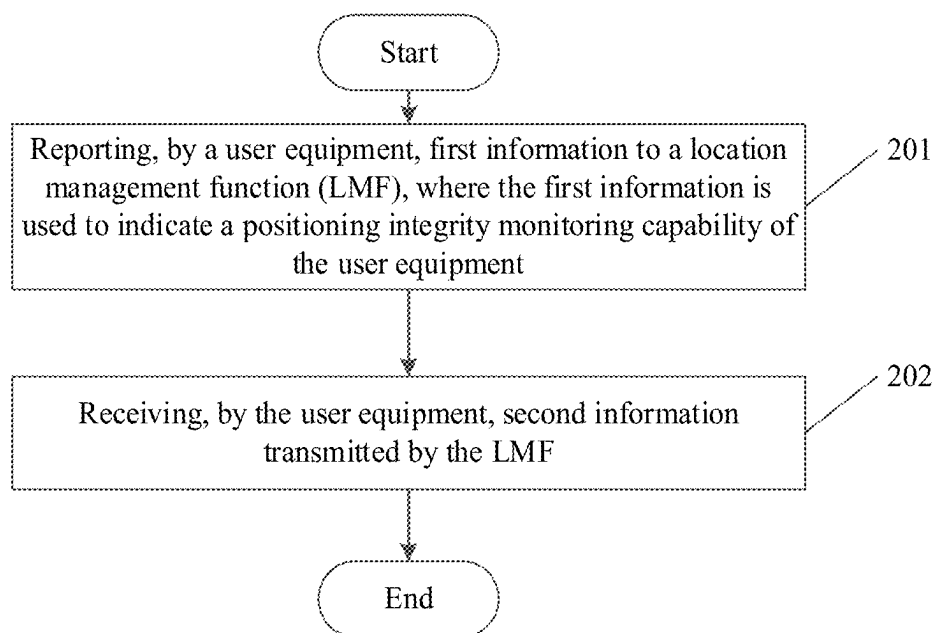 Start
Reporting, by a user equipment, first information to a location
management function (LMF), where the first information is
used to indicate a positioning integrity monitoring capability of
the user equipment
201
Receiving, by the user equipment, second information
transmitted by the LMF
202
End